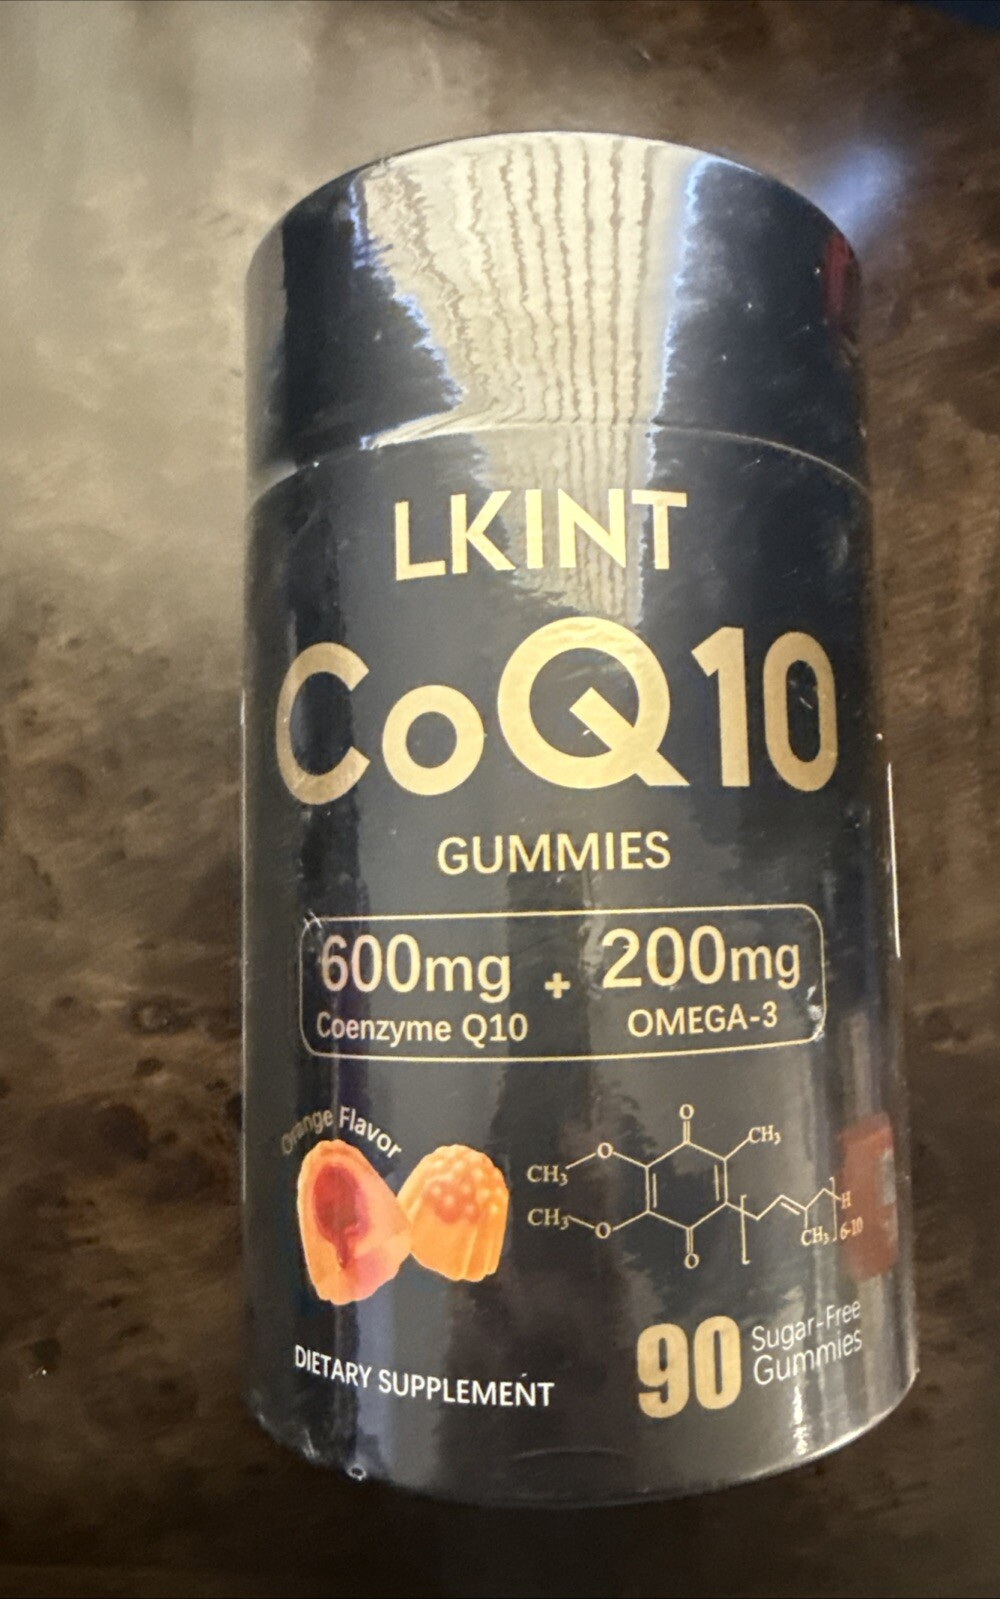 LKINT
CoQ10
GUMMIES
600mg + 200mg
Coenzyme Q10 OMEGA-3
Orange Flavor
O
CH₃
O
CH₃
CH₃
O
O
H
CH₃
6-10
DIETARY SUPPLEMENT
90 Sugar-Free
Gummies